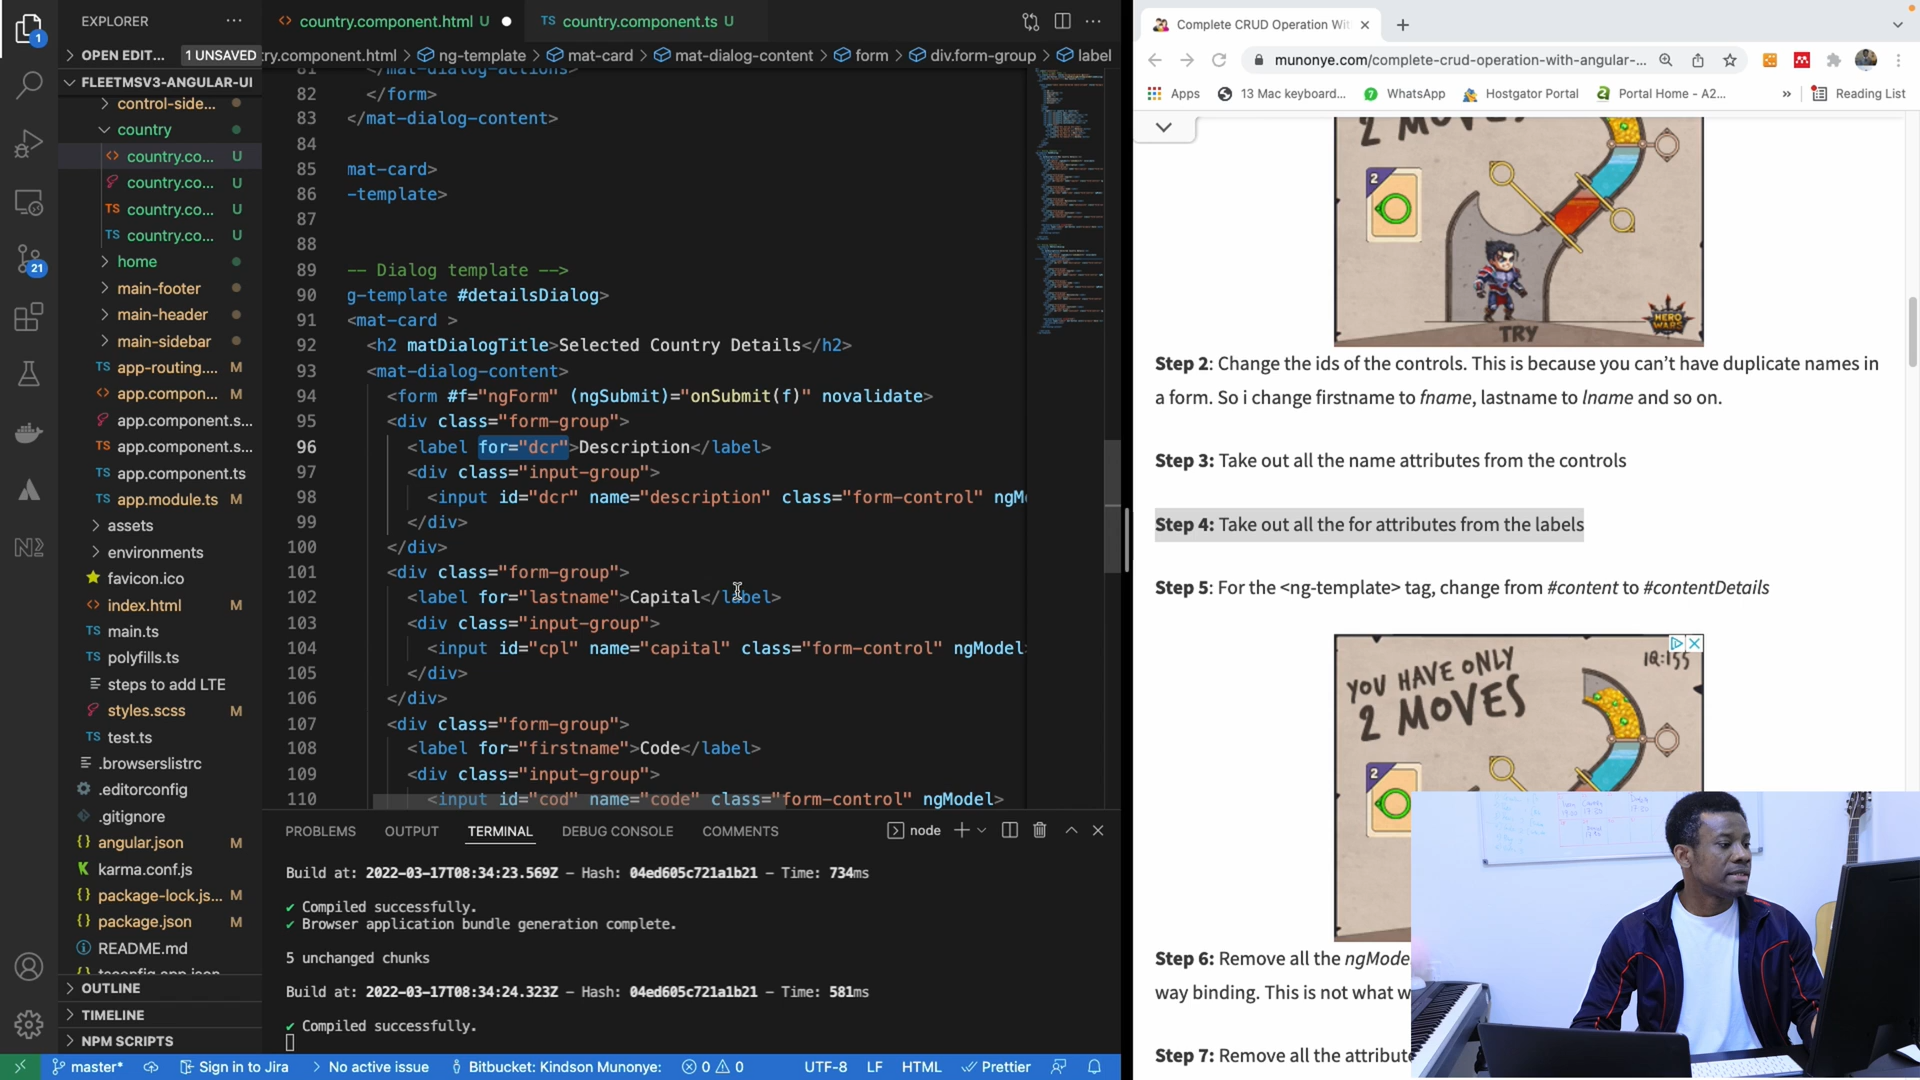 EXPLORER
OPEN EDIT... 1 UNSAVED
FLEETMSV3-ANGULAR-UI
control-side...
country
country.co... U
country.co... U
country.co... U
country.co... U
home
main-footer
main-header
main-sidebar
app-routing.... M
app.compon... M
app.component.s...
app.component.s...
app.component.ts
app.module.ts M
assets
environments
favicon.ico
index.html M
main.ts
polyfills.ts
steps to add LTE
styles.scss M
test.ts
.browserslistrc
.editorconfig
.gitignore
angular.json M
karma.conf.js
package-lock.js... M
package.json M
README.md
tsconfig.app.json
OUTLINE
TIMELINE
NPM SCRIPTS
country.component.html U
country.component.ts U
ry.component.html > ng-template > mat-card > mat-dialog-content > form > div.form-group > label
81 </mat-dialog-actions>
82 </form>
83 </mat-dialog-content>
84
85 mat-card>
86 -template>
87
88
89 -- Dialog template -->
90 g-template #detailsDialog>
91 <mat-card >
92 <h2 matDialogTitle>Selected Country Details</h2>
93 <mat-dialog-content>
94 <form #f="ngForm" (ngSubmit)="onSubmit(f)" novalidate>
95 <div class="form-group">
96 <label for="dcr">Description</label>
97 <div class="input-group">
98 <input id="dcr" name="description" class="form-control" ngM
99 </div>
100 </div>
101 <div class="form-group">
102 <label for="lastname">Capital</label>
103 <div class="input-group">
104 <input id="cpl" name="capital" class="form-control" ngModel>
105 </div>
106 </div>
107 <div class="form-group">
108 <label for="firstname">Code</label>
109 <div class="input-group">
110 <input id="cod" name="code" class="form-control" ngModel>
PROBLEMS OUTPUT TERMINAL DEBUG CONSOLE COMMENTS node
Build at: 2022-03-17T08:34:23.569Z - Hash: 04ed605c721a1b21 - Time: 734ms
✔ Compiled successfully.
✔ Browser application bundle generation complete.
5 unchanged chunks
Build at: 2022-03-17T08:34:24.323Z - Hash: 04ed605c721a1b21 - Time: 581ms
✔ Compiled successfully.
master* Sign in to Jira No active issue Bitbucket: Kindson Munonye: 0 0 UTF-8 LF HTML Prettier
1
21
Complete CRUD Operation Wit
munonye.com/complete-crud-operation-with-angular-...
Apps 13 Mac keyboard... WhatsApp Hostgator Portal Portal Home - A2... » Reading List
2 MOVES
2
TRY
HERO WARS
Step 2: Change the ids of the controls. This is because you can’t have duplicate names in
a form. So i change firstname to fname, lastname to lname and so on.
Step 3: Take out all the name attributes from the controls
Step 4: Take out all the for attributes from the labels
Step 5: For the <ng-template> tag, change from #content to #contentDetails
YOU HAVE ONLY
2 MOVES
IQ:155
2
Step 6: Remove all the ngMode
way binding. This is not what w
Step 7: Remove all the attribut